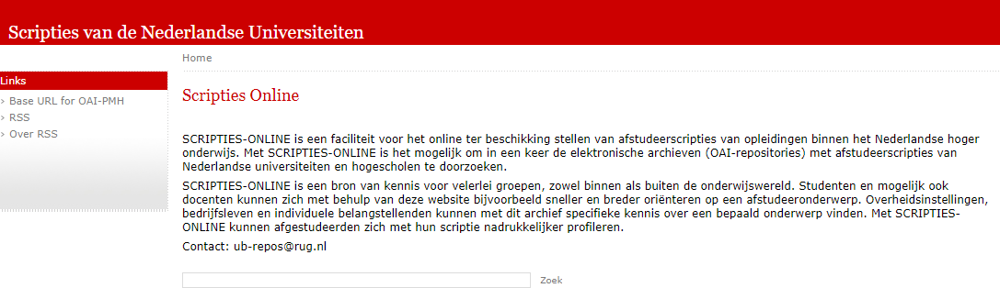 Scripties van de Nederlandse Universiteiten
Home
Links
› Base URL for OAI-PMH
› RSS
› Over RSS
Scripties Online
SCRIPTIES-ONLINE is een faciliteit voor het online ter beschikking stellen van afstudeerscripties van opleidingen binnen het Nederlandse hoger
onderwijs. Met SCRIPTIES-ONLINE is het mogelijk om in een keer de elektronische archieven (OAI-repositories) met afstudeerscripties van
Nederlandse universiteiten en hogescholen te doorzoeken.
SCRIPTIES-ONLINE is een bron van kennis voor velerlei groepen, zowel binnen als buiten de onderwijswereld. Studenten en mogelijk ook
docenten kunnen zich met behulp van deze website bijvoorbeeld sneller en breder oriënteren op een afstudeeronderwerp. Overheidsinstellingen,
bedrijfsleven en individuele belangstellenden kunnen met dit archief specifieke kennis over een bepaald onderwerp vinden. Met SCRIPTIES-
ONLINE kunnen afgestudeerden zich met hun scriptie nadrukkelijker profileren.
Contact: ub-repos@rug.nl
Zoek